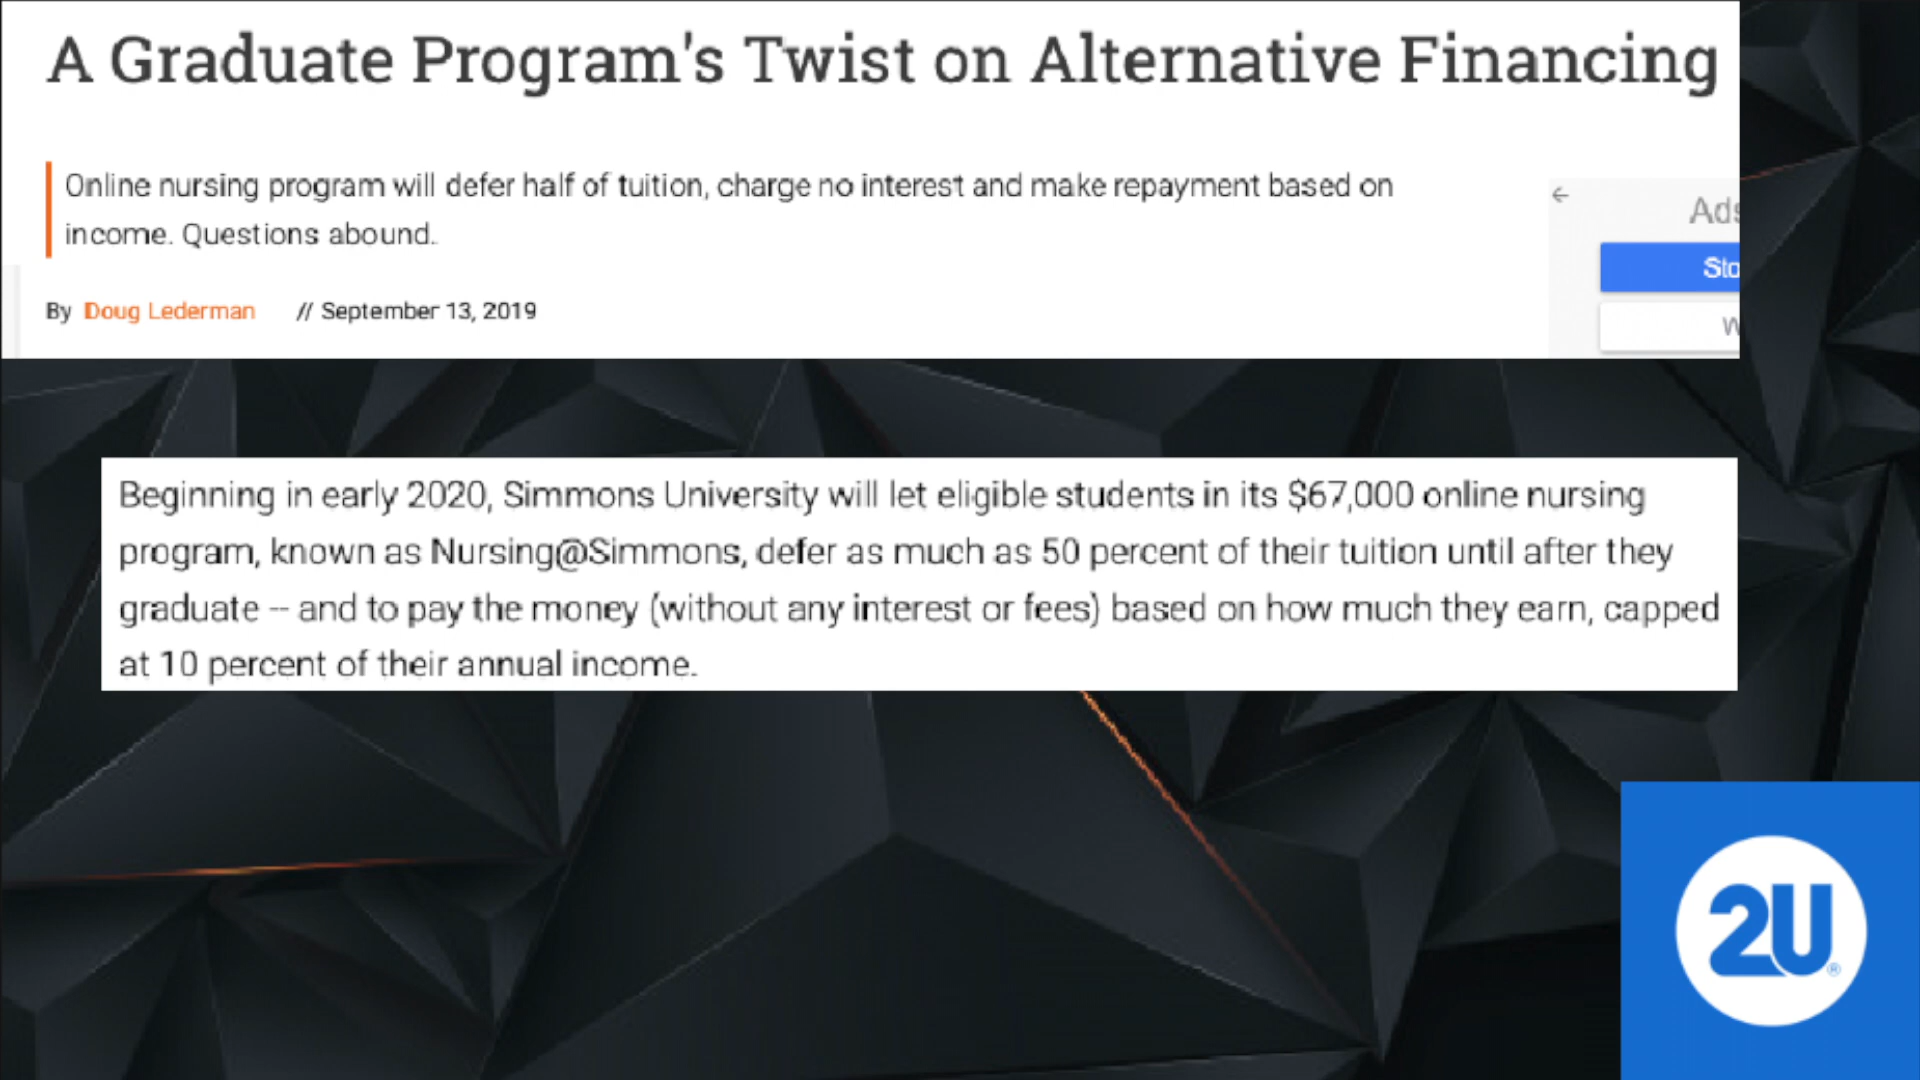 A Graduate Program's Twist on Alternative Financing
Online nursing program will defer half of tuition, charge no interest and make repayment based on
income. Questions abound.
By Doug Lederman // September 13, 2019
Beginning in early 2020, Simmons University will let eligible students in its $67,000 online nursing
program, known as Nursing@Simmons, defer as much as 50 percent of their tuition until after they
graduate -- and to pay the money (without any interest or fees) based on how much they earn, capped
at 10 percent of their annual income.
2U®